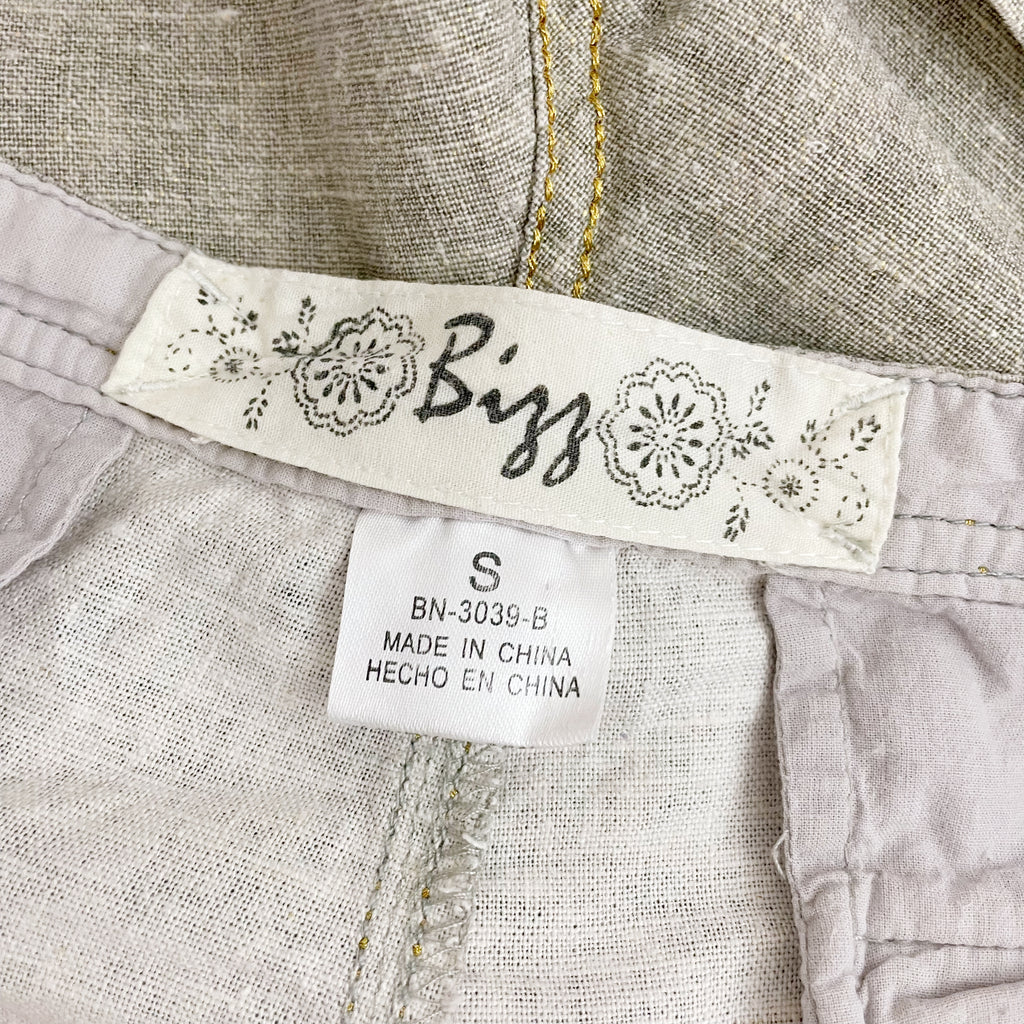 Bizz
S
BN-3039-B
MADE IN CHINA
HECHO EN CHINA